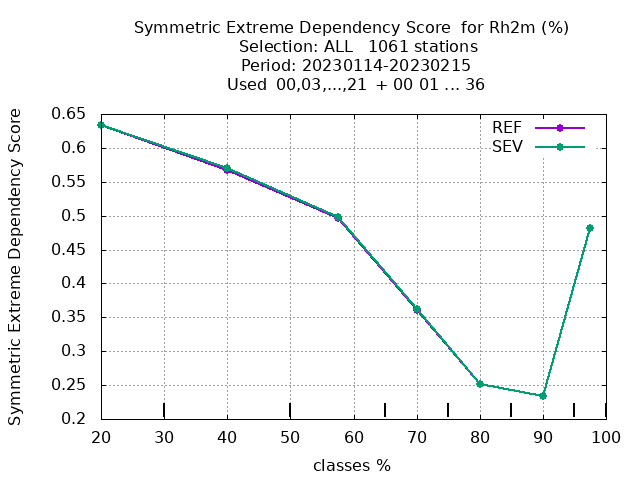 Symmetric Extreme Dependency Score  for Rh2m (%)
Selection: ALL   1061 stations
Period: 20230114-20230215
Used  00,03,...,21  + 00 01 ... 36
Symmetric Extreme Dependency Score
0.65
0.6
0.55
0.5
0.45
0.4
0.35
0.3
0.25
0.2
REF
SEV
20 30 40 50 60 70 80 90 100
classes %